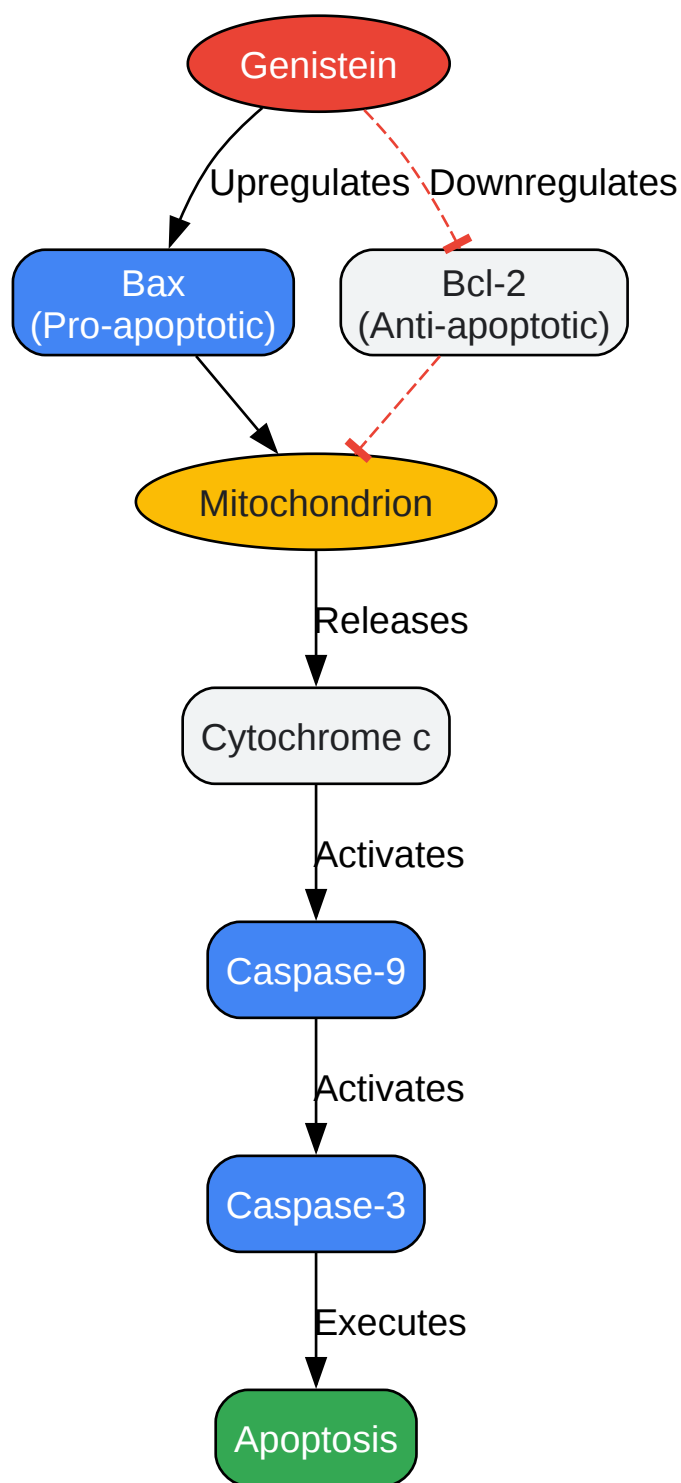 Genistein
Upregulates
Downregulates
Bax
(Pro-apoptotic)
Bcl-2
(Anti-apoptotic)
Mitochondrion
Releases
Cytochrome c
Activates
Caspase-9
Activates
Caspase-3
Executes
Apoptosis